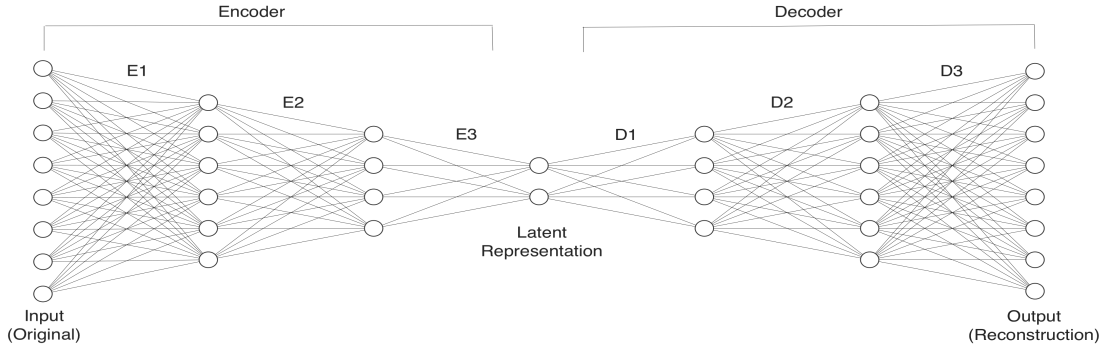 Encoder
Decoder
E1
E2
E3
D1
D2
D3
Latent
Representation
Input
(Original)
Output
(Reconstruction)